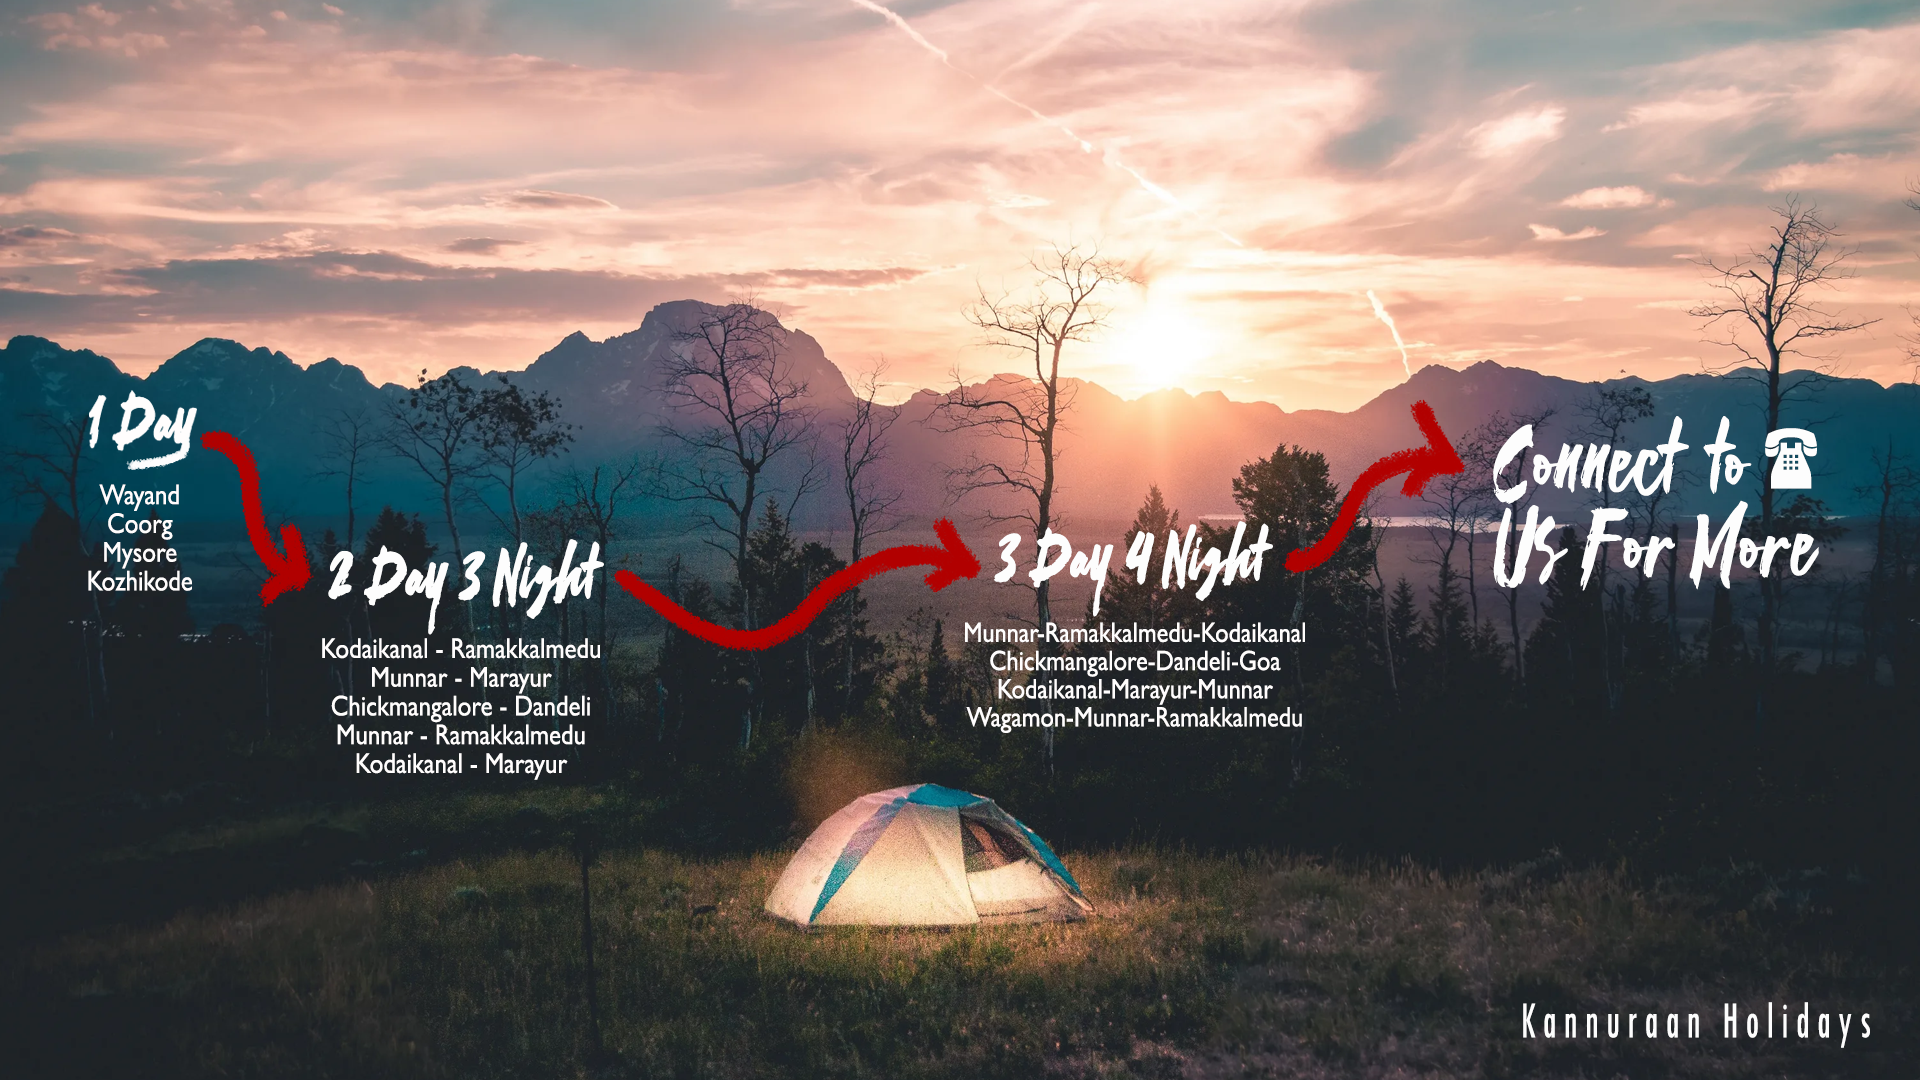 1 Day
Wayand
Coorg
Mysore
Kozhikode
2 Day 3 Night
Kodaikanal - Ramakkalmedu
Munnar - Marayur
Chickmangalore - Dandeli
Munnar - Ramakkalmedu
Kodaikanal - Marayur
3 Day 4 Night
Munnar-Ramakkalmedu-Kodaikanal
Chickmangalore-Dandeli-Goa
Kodaikanal-Marayur-Munnar
Wagamon-Munnar-Ramakkalmedu
Connect to
US For More
Kannuraan Holidays